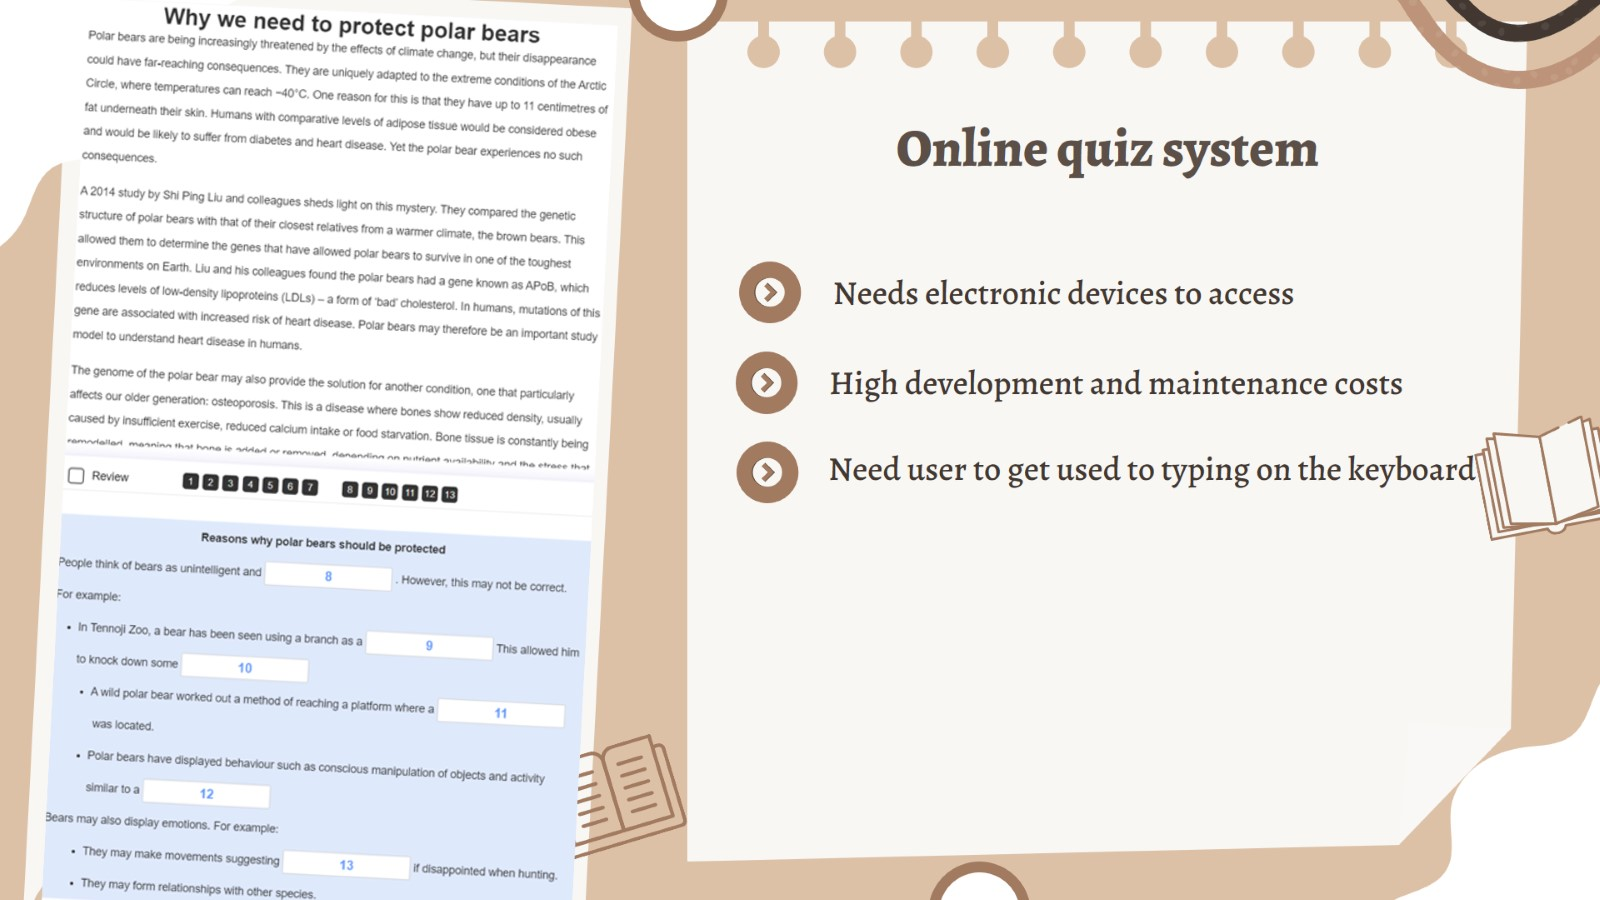 Why we need to protect polar bears
Polar bears are being increasingly threatened by the effects of climate change, but their disappearance
could have far-reaching consequences. They are uniquely adapted to the extreme conditions of the Arctic
Circle, where temperatures can reach −40°C. One reason for this is that they have up to 11 centimetres of
fat underneath their skin. Humans with comparative levels of adipose tissue would be considered obese
and would be likely to suffer from diabetes and heart disease. Yet the polar bear experiences no such
consequences.
A 2014 study by Shi Ping Liu and colleagues sheds light on this mystery. They compared the genetic
structure of polar bears with that of their closest relatives from a warmer climate, the brown bears. This
allowed them to determine the genes that have allowed polar bears to survive in one of the toughest
environments on Earth. Liu and his colleagues found the polar bears had a gene known as APoB, which
reduces levels of low-density lipoproteins (LDLs) – a form of ‘bad’ cholesterol. In humans, mutations of this
gene are associated with increased risk of heart disease. Polar bears may therefore be an important study
model to understand heart disease in humans.
The genome of the polar bear may also provide the solution for another condition, one that particularly
affects our older generation: osteoporosis. This is a disease where bones show reduced density, usually
caused by insufficient exercise, reduced calcium intake or food starvation. Bone tissue is constantly being
remodelled, meaning that bone is added or removed, depending on nutrient availability and the stress that
Review 1 2 3 4 5 6 7 8 9 10 11 12 13
Reasons why polar bears should be protected
People think of bears as unintelligent and 8 . However, this may not be correct.
For example:
• In Tennoji Zoo, a bear has been seen using a branch as a 9 This allowed him
to knock down some 10
• A wild polar bear worked out a method of reaching a platform where a 11
was located.
• Polar bears have displayed behaviour such as conscious manipulation of objects and activity
similar to a 12
Bears may also display emotions. For example:
• They may make movements suggesting 13 if disappointed when hunting.
• They may form relationships with other species.
Online quiz system
Needs electronic devices to access
High development and maintenance costs
Need user to get used to typing on the keyboard